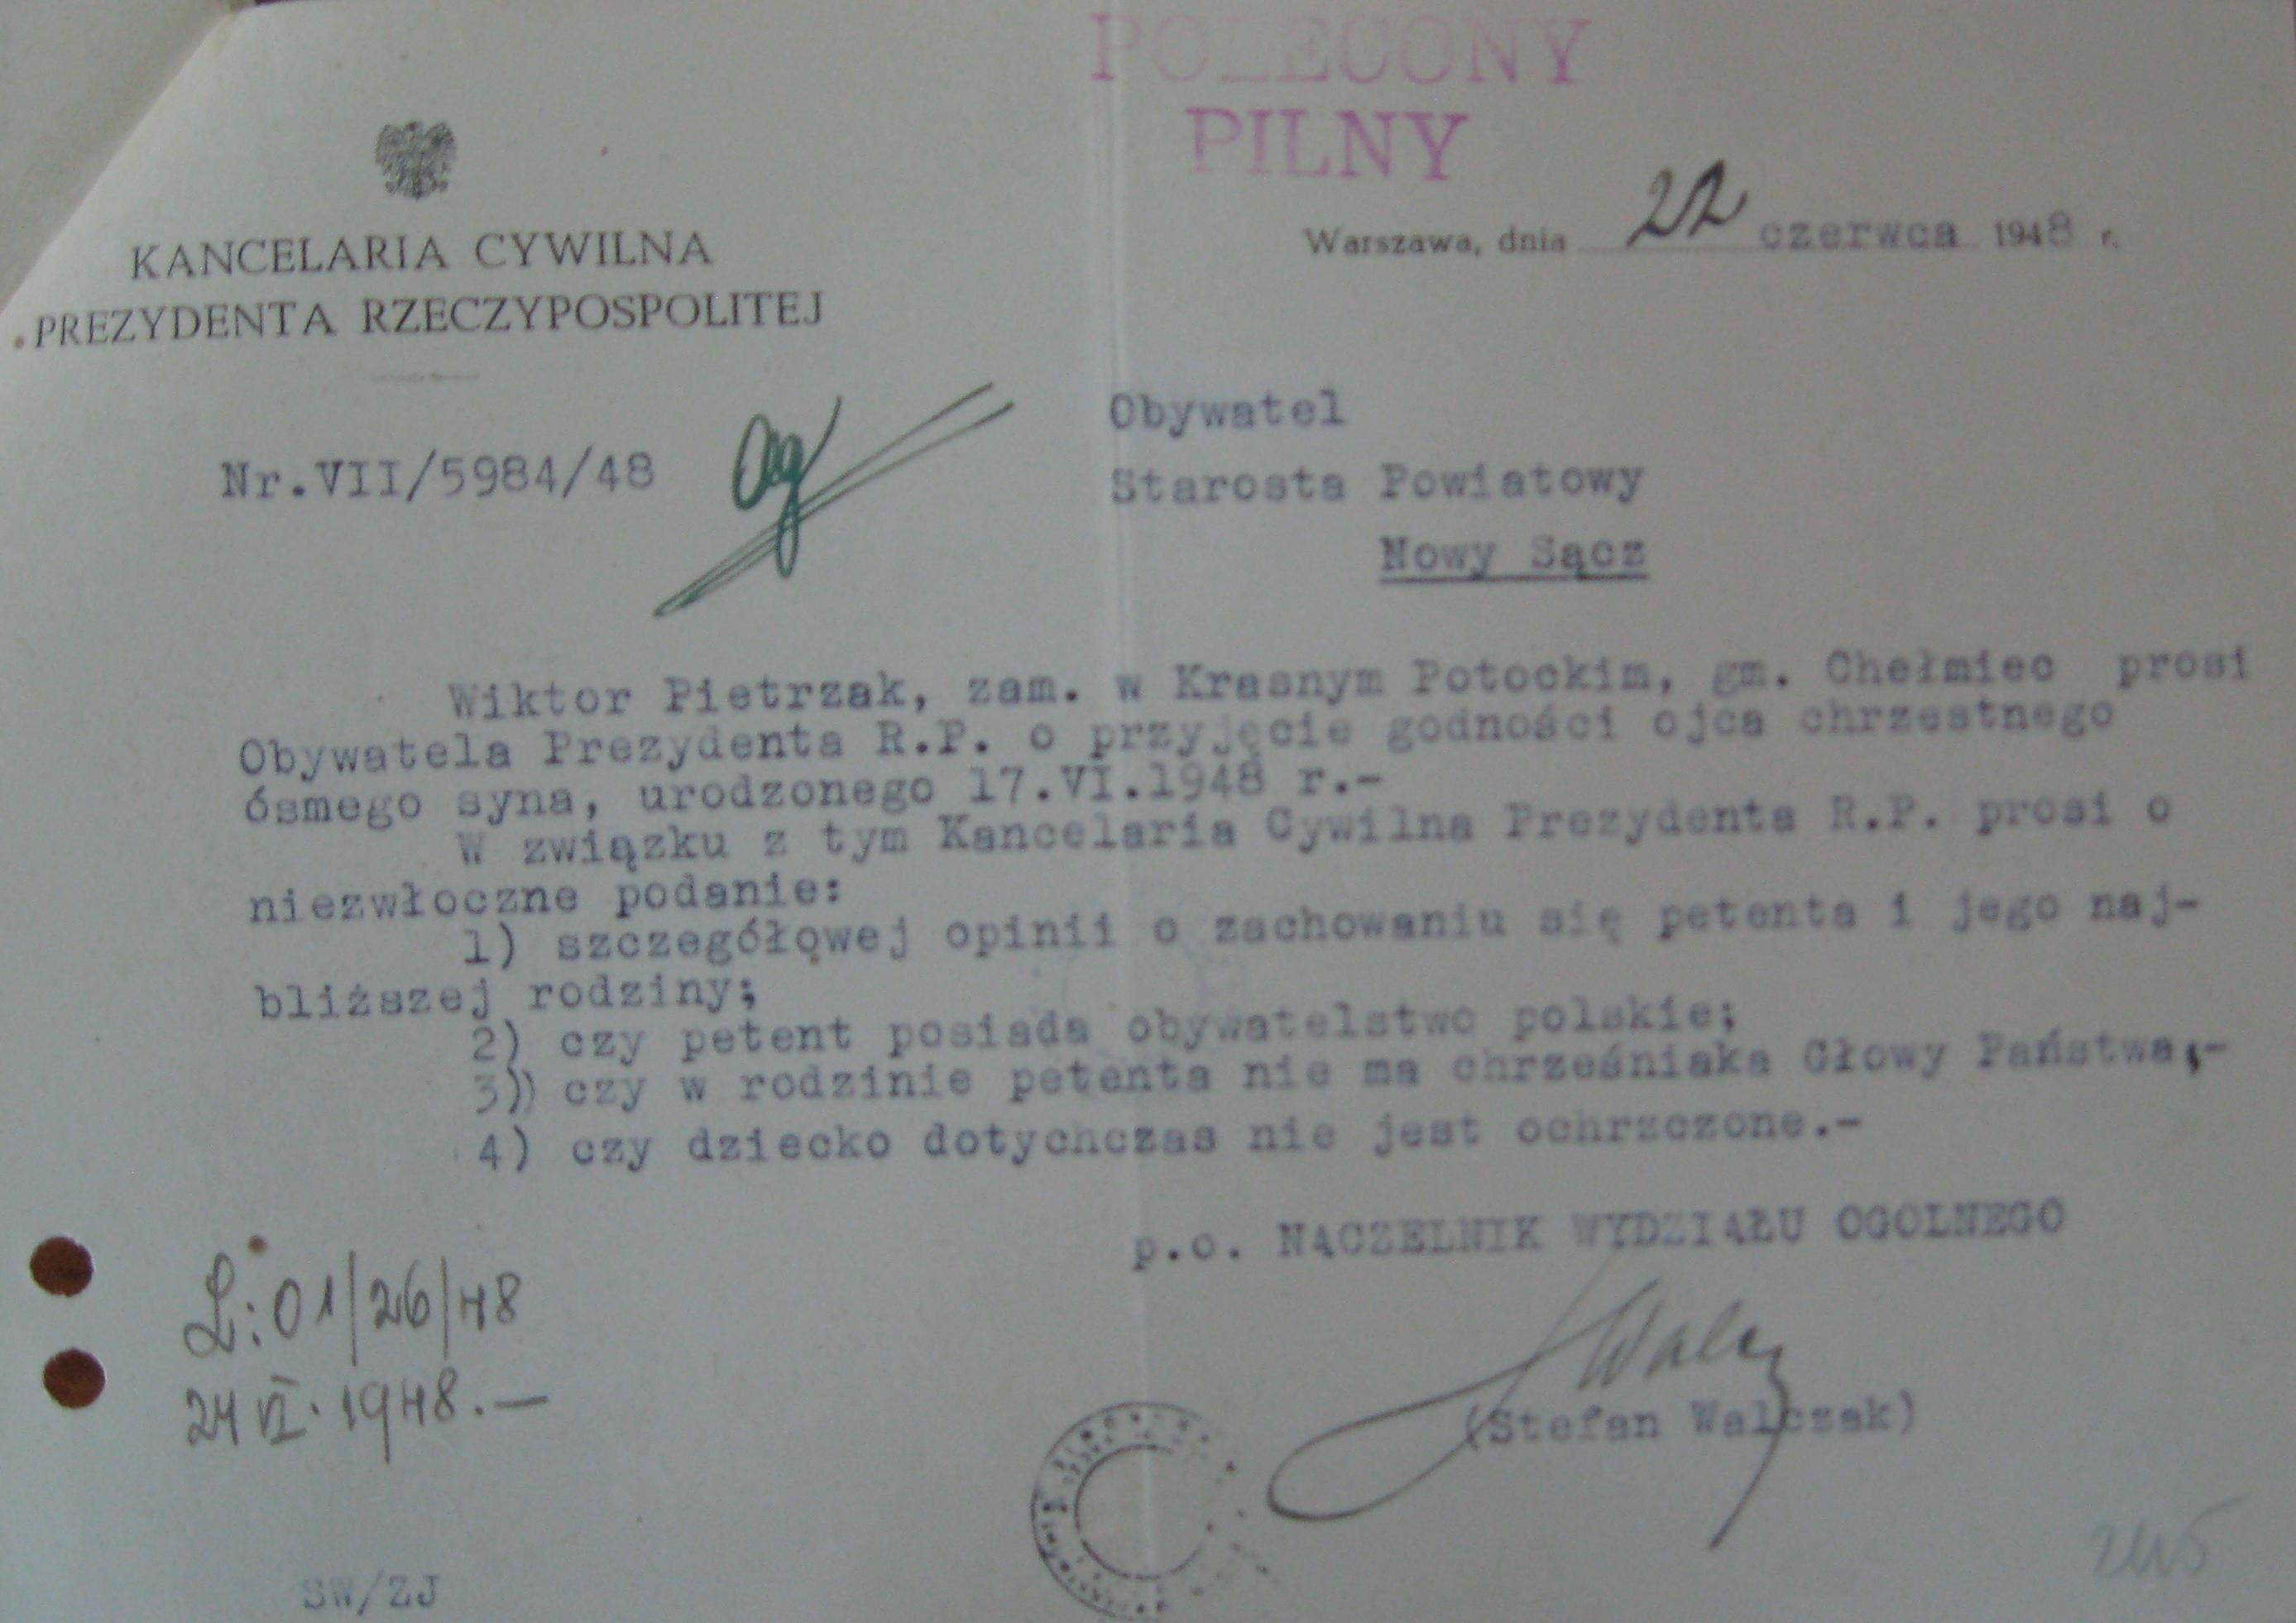 POLECONY
PILNY
Warszawa, dnia 22 czerwca 1948 r.
KANCELARIA CYWILNA
PREZYDENTA RZECZYPOSPOLITEJ
Nr.VII/5984/48
Obywatel
Starosta Powiatowy
Nowy Sącz
Wiktor Pietrzak, zam. w Krasnym Potockim, gm. Chełmiec prosi
Obywatela Prezydenta R.P. o przyjęcie godności ojca chrzestnego
ósmego syna, urodzonego 17.VI.1948 r.-
W związku z tym Kancelaria Cywilna Prezydenta R.P. prosi o
niezwłoczne podanie:
1) szczegółowej opinii o zachowaniu się petenta i jego naj-
bliższej rodziny;
2) czy petent posiada obywatelstwo polskie;
3)) czy w rodzinie petenta nie ma chrześniaka Głowy Państwa,-
4) czy dziecko dotychczas nie jest ochrzczone.-
p.o. NACZELNIK WYDZIAŁU OGOLNEGO
(Stefan Walczak)
L:01/26/48
24 VI. 1948.-
SW/ZJ
245